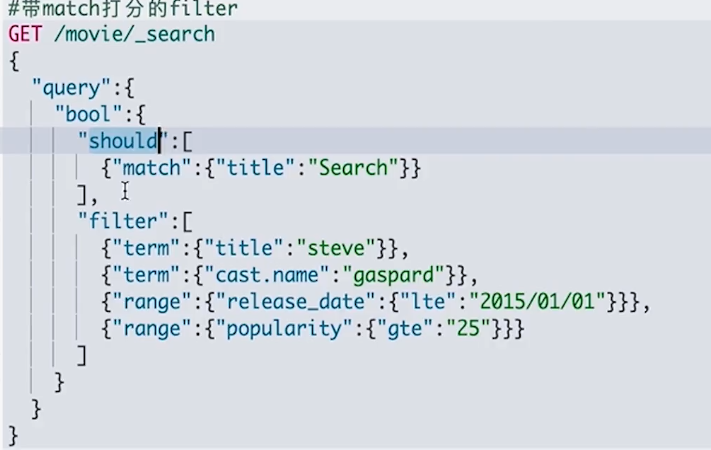 #带match打分的filter
GET /movie/_search
{
  "query":{
    "bool":{
      "should":[
        {"match":{"title":"Search"}}
      ],
      "filter":[
        {"term":{"title":"steve"}},
        {"term":{"cast.name":"gaspard"}},
        {"range":{"release_date":{"lte":"2015/01/01"}}},
        {"range":{"popularity":{"gte":"25"}}}
      ]
    }
  }
}